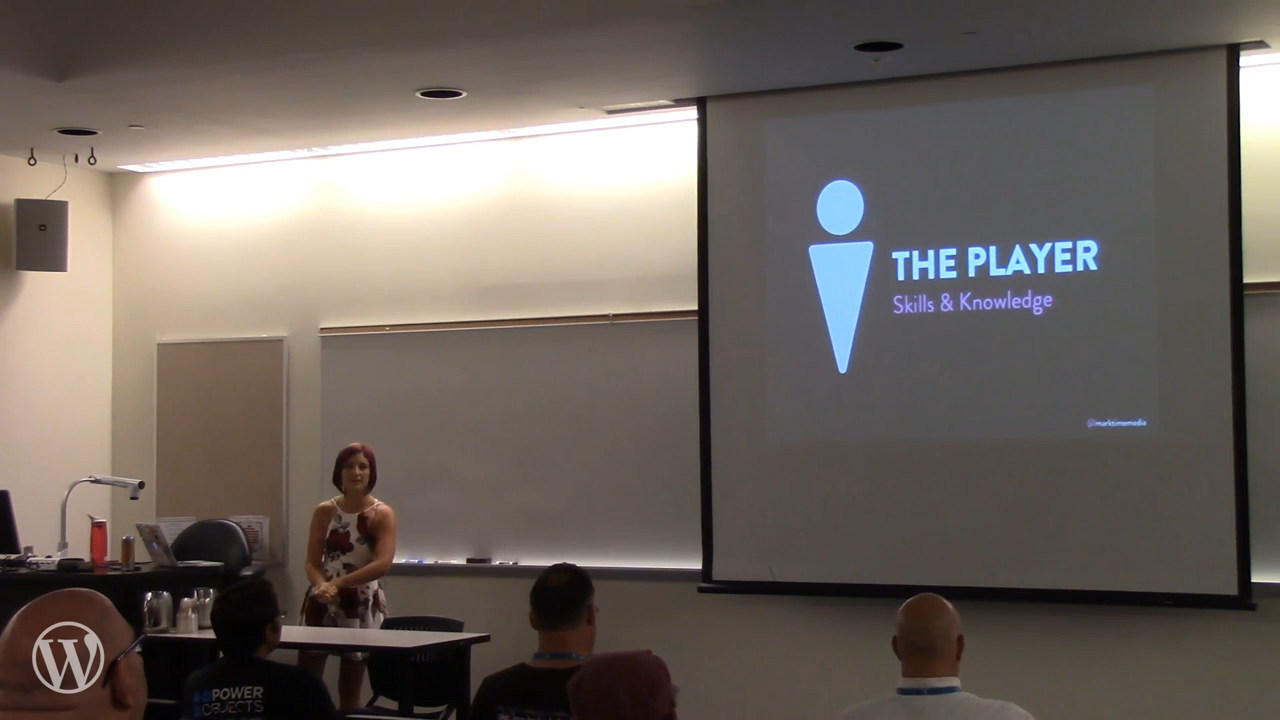 THE PLAYER
Skills & Knowledge
@marktimemedia
POWER
OBJECTS